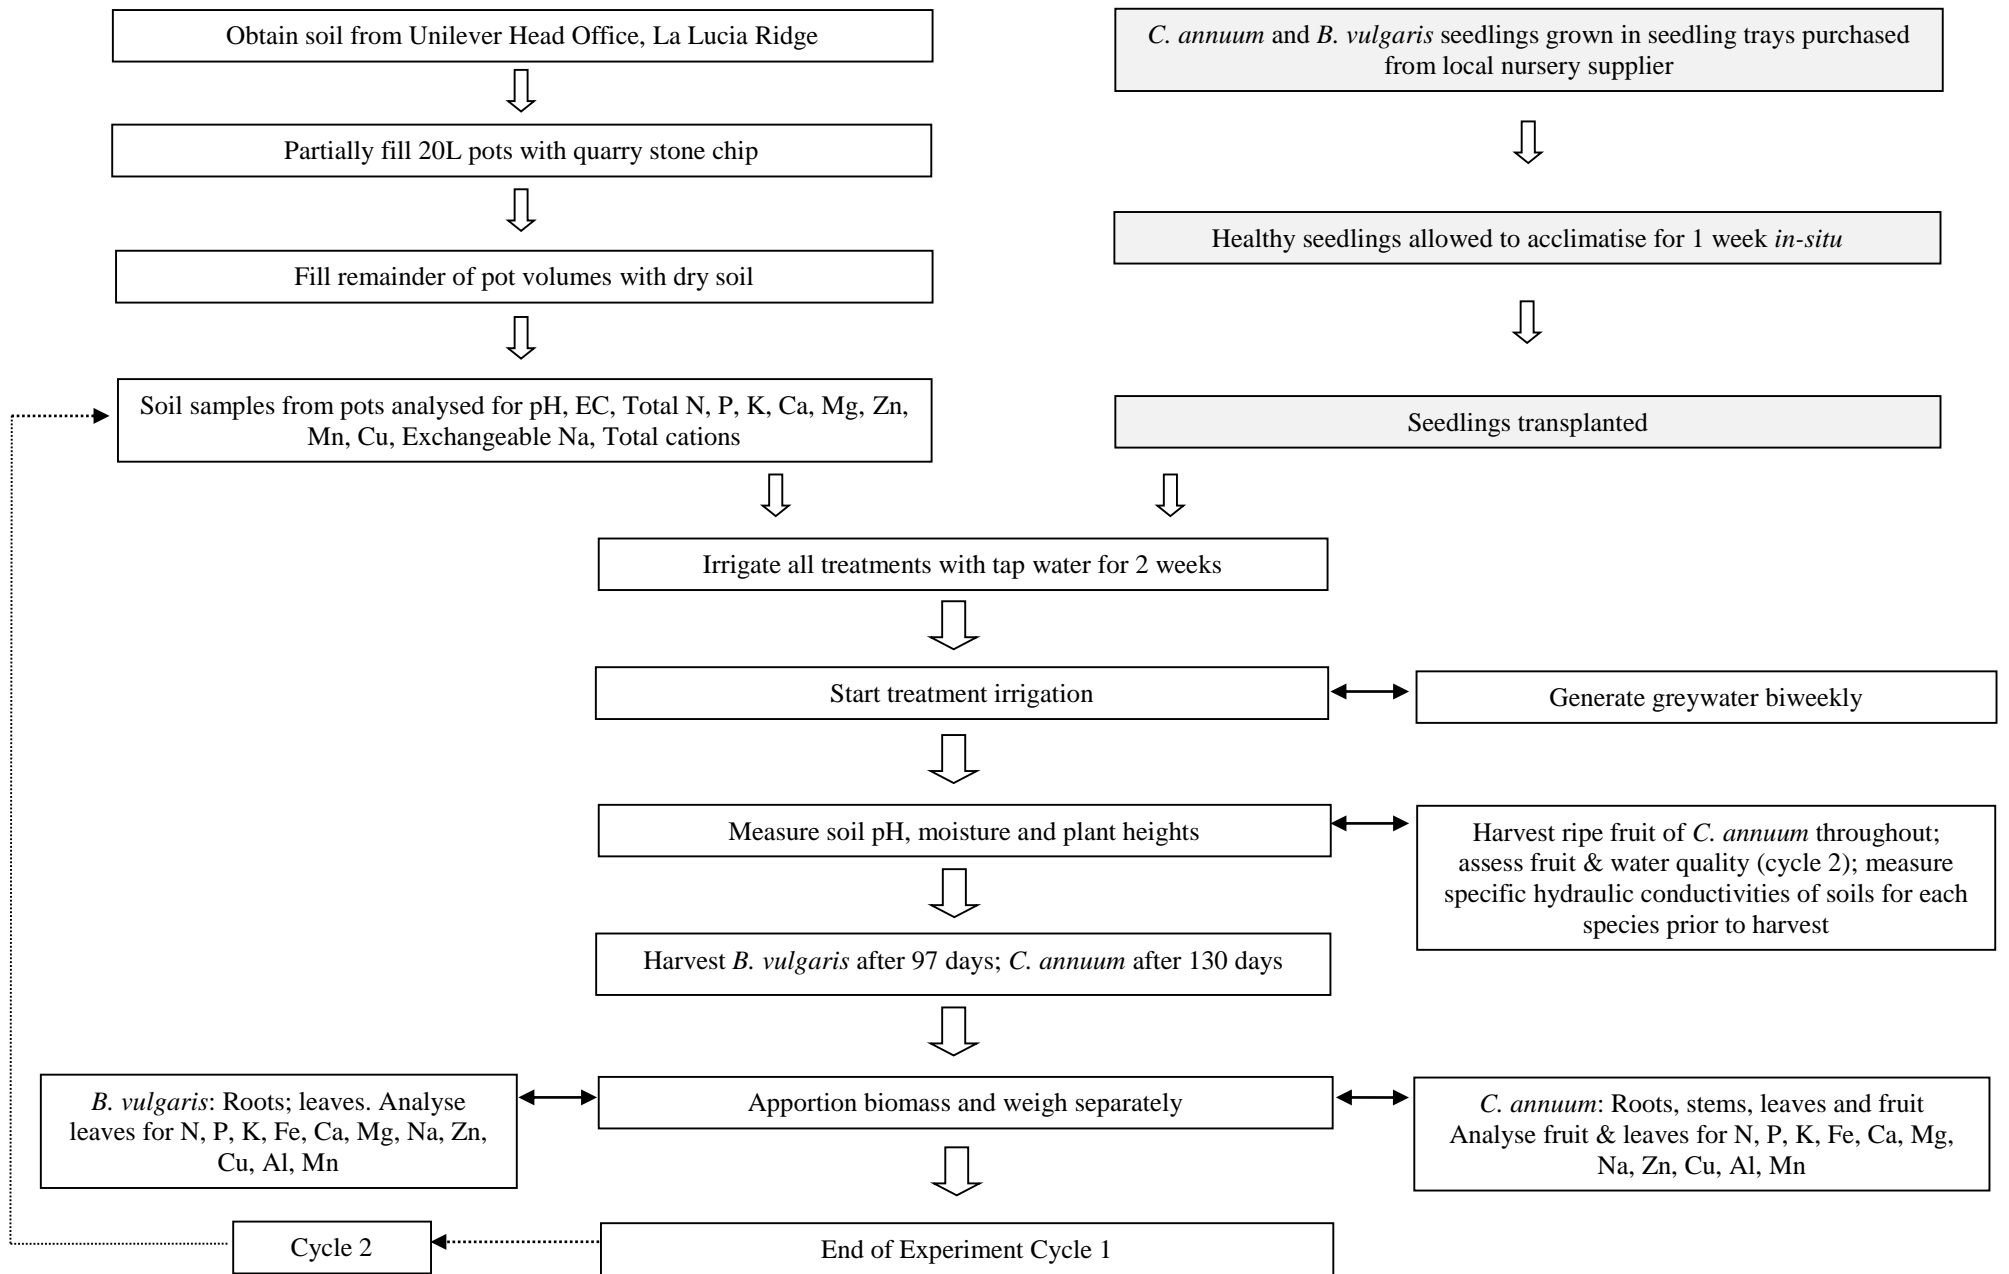 Obtain soil from Unilever Head Office, La Lucia Ridge
C. annuum and B. vulgaris seedlings grown in seedling trays purchased
from local nursery supplier
Partially fill 20L pots with quarry stone chip
Healthy seedlings allowed to acclimatise for 1 week in-situ
Fill remainder of pot volumes with dry soil
Soil samples from pots analysed for pH, EC, Total N, P, K, Ca, Mg, Zn,
Mn, Cu, Exchangeable Na, Total cations
Seedlings transplanted
Irrigate all treatments with tap water for 2 weeks
Start treatment irrigation
Generate greywater biweekly
Measure soil pH, moisture and plant heights
Harvest ripe fruit of C. annuum throughout;
assess fruit & water quality (cycle 2); measure
specific hydraulic conductivities of soils for each
species prior to harvest
Harvest B. vulgaris after 97 days; C. annuum after 130 days
B. vulgaris: Roots; leaves. Analyse
leaves for N, P, K, Fe, Ca, Mg, Na, Zn,
Cu, Al, Mn
Apportion biomass and weigh separately
C. annuum: Roots, stems, leaves and fruit
Analyse fruit & leaves for N, P, K, Fe, Ca, Mg,
Na, Zn, Cu, Al, Mn
Cycle 2
End of Experiment Cycle 1